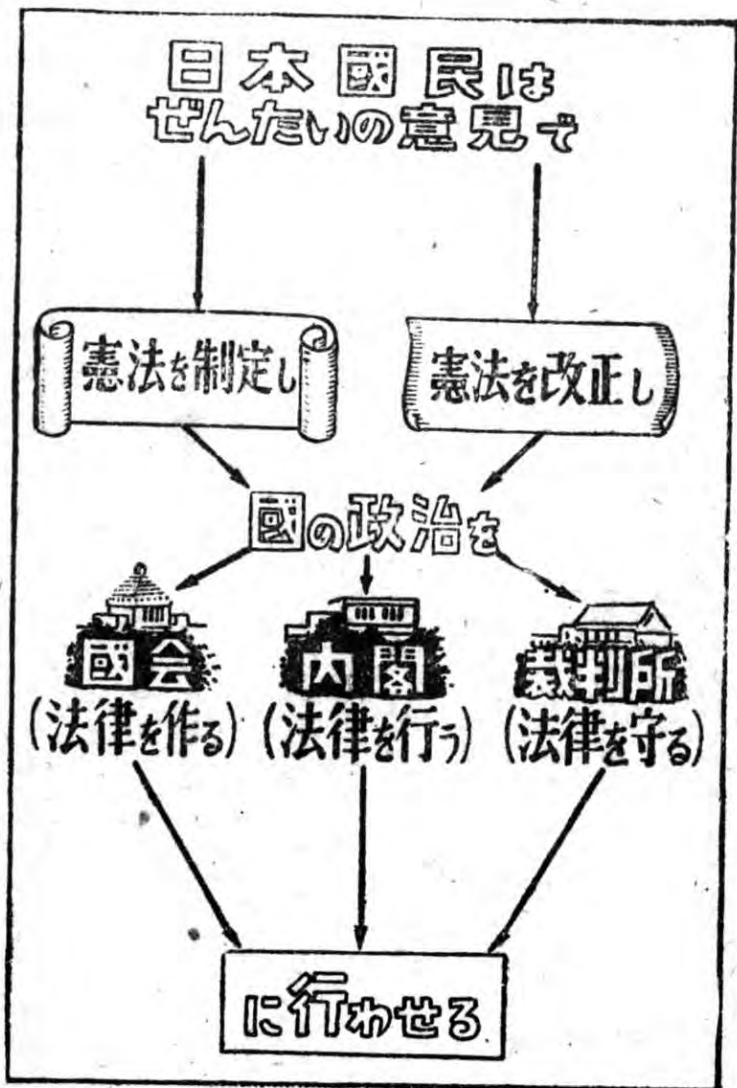 日本國民は
ぜんたいの意見で
憲法を制定し
憲法を改正し
國の政治を
國会
(法律を作る)
内閣
(法律を行う)
裁判所
(法律を守る)
に行わせる